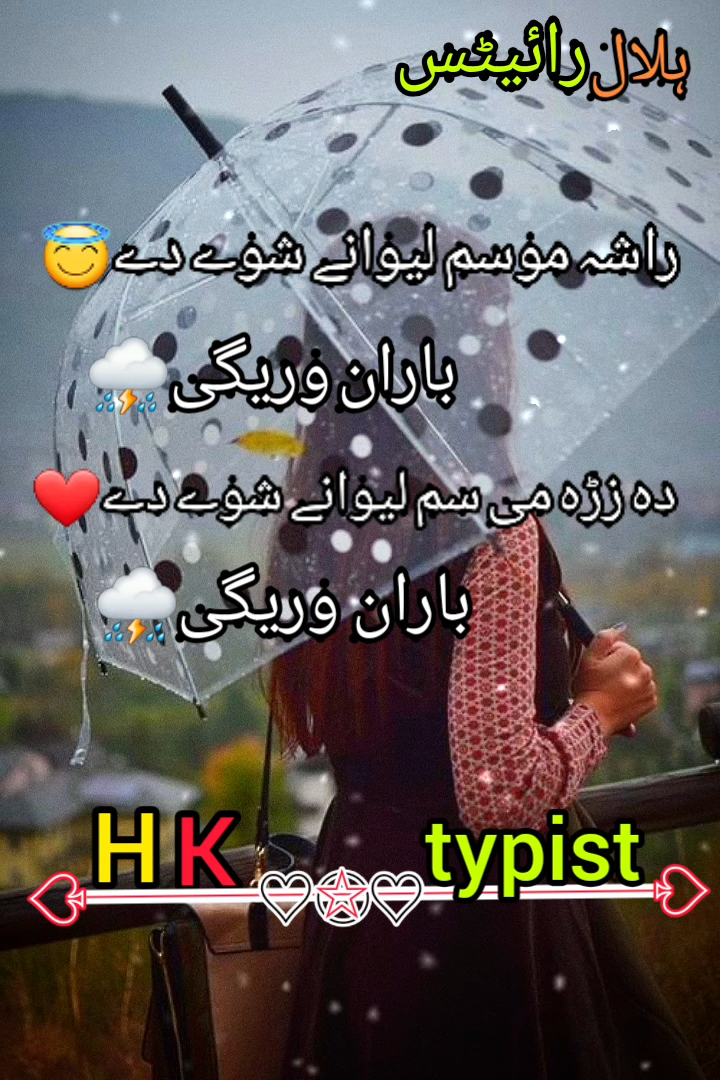 ہلال رائیٹس
راشہ موسم لیوانے شوے دے😇
باران وریگی⛈️
دہ زڑہ می سم لیوانے شوے دے❤️
باران وریگی⛈️
H K typist